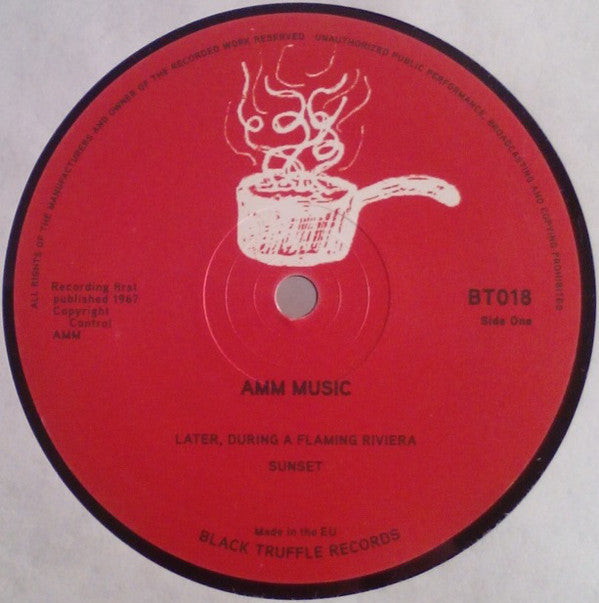 ALL RIGHTS OF THE MANUFACTURERS AND OWNER OF THE RECORDED WORK RESERVED UNAUTHORIZED PUBLIC PERFORMANCE, BROADCASTING AND COPYING PROHIBITED
Recording first
published 1967
Copyright
Control
AMM
BT018
Side One
AMM MUSIC
LATER, DURING A FLAMING RIVIERA
SUNSET
Made in the EU
BLACK TRUFFLE RECORDS